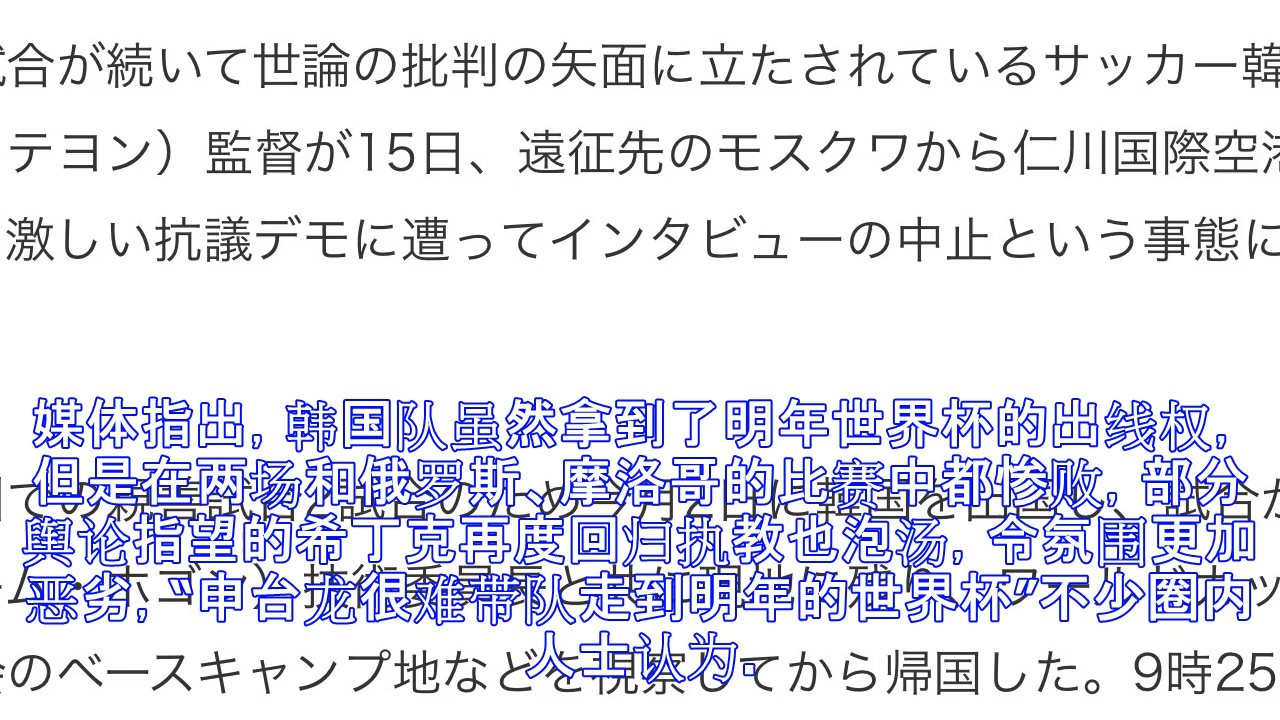 合が続いて世論の批判の矢面に立たされているサッカー韓
テヨン）監督が15日、遠征先のモスクワから仁川国際空港
激しい抗議デモに遭ってインタビューの中止という事態に
媒体指出, 韩国队虽然拿到了明年世界杯的出线权,
但是在两场和俄罗斯、摩洛哥的比赛中都惨败, 部分
舆论指望的希丁克再度回归执教也泡汤, 令氛围更加
恶劣, “申台龙很难带队走到明年的世界杯”不少圈内
人士认为.
のベースキャンプ地などを視察してから帰国した。9時25